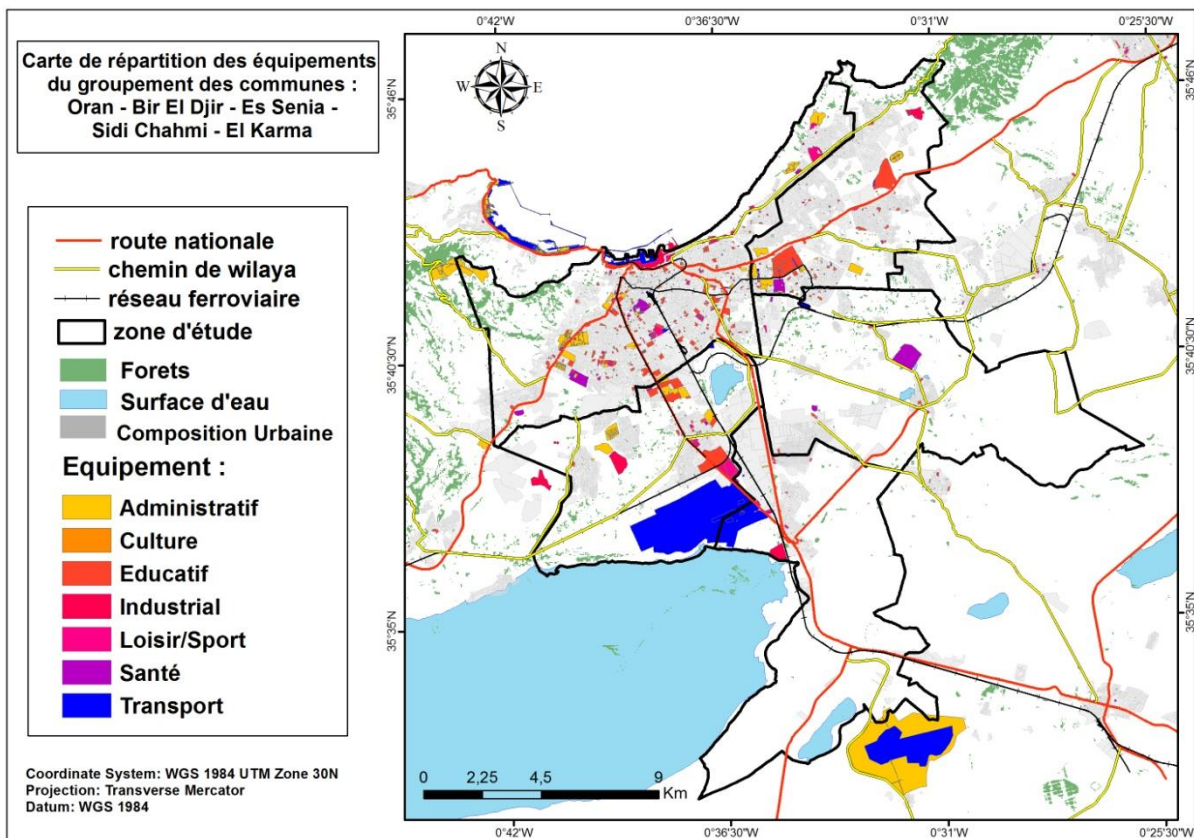 Carte de répartition des équipements
du groupement des communes :
Oran - Bir El Djir - Es Senia -
Sidi Chahmi - El Karma
route nationale
chemin de wilaya
réseau ferroviaire
zone d'étude
Forets
Surface d'eau
Composition Urbaine
Equipement :
Administratif
Culture
Educatif
Industrial
Loisir/Sport
Santé
Transport
Coordinate System: WGS 1984 UTM Zone 30N
Projection: Transverse Mercator
Datum: WGS 1984
0°42'W 0°36'30"W 0°31'W 0°25'30"W
N
W E
S
35°46'N 35°46'N
35°40'30"N 35°40'30"N
35°35'N 35°35'N
0 2,25 4,5 9
Km
0°42'W 0°36'30"W 0°31'W 0°25'30"W